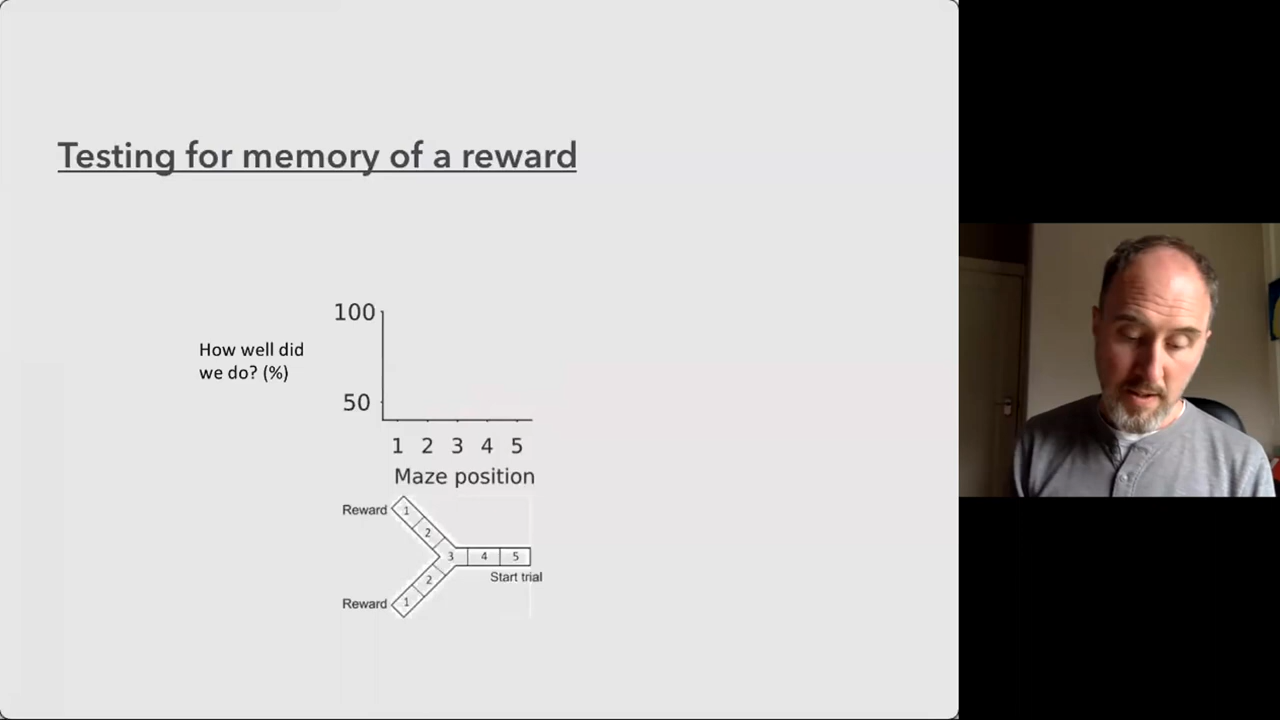 Testing for memory of a reward
100
How well did
we do? (%)
50
1 2 3 4 5
Maze position
Reward 1
2
3 4 5
2
Start trial
Reward 1